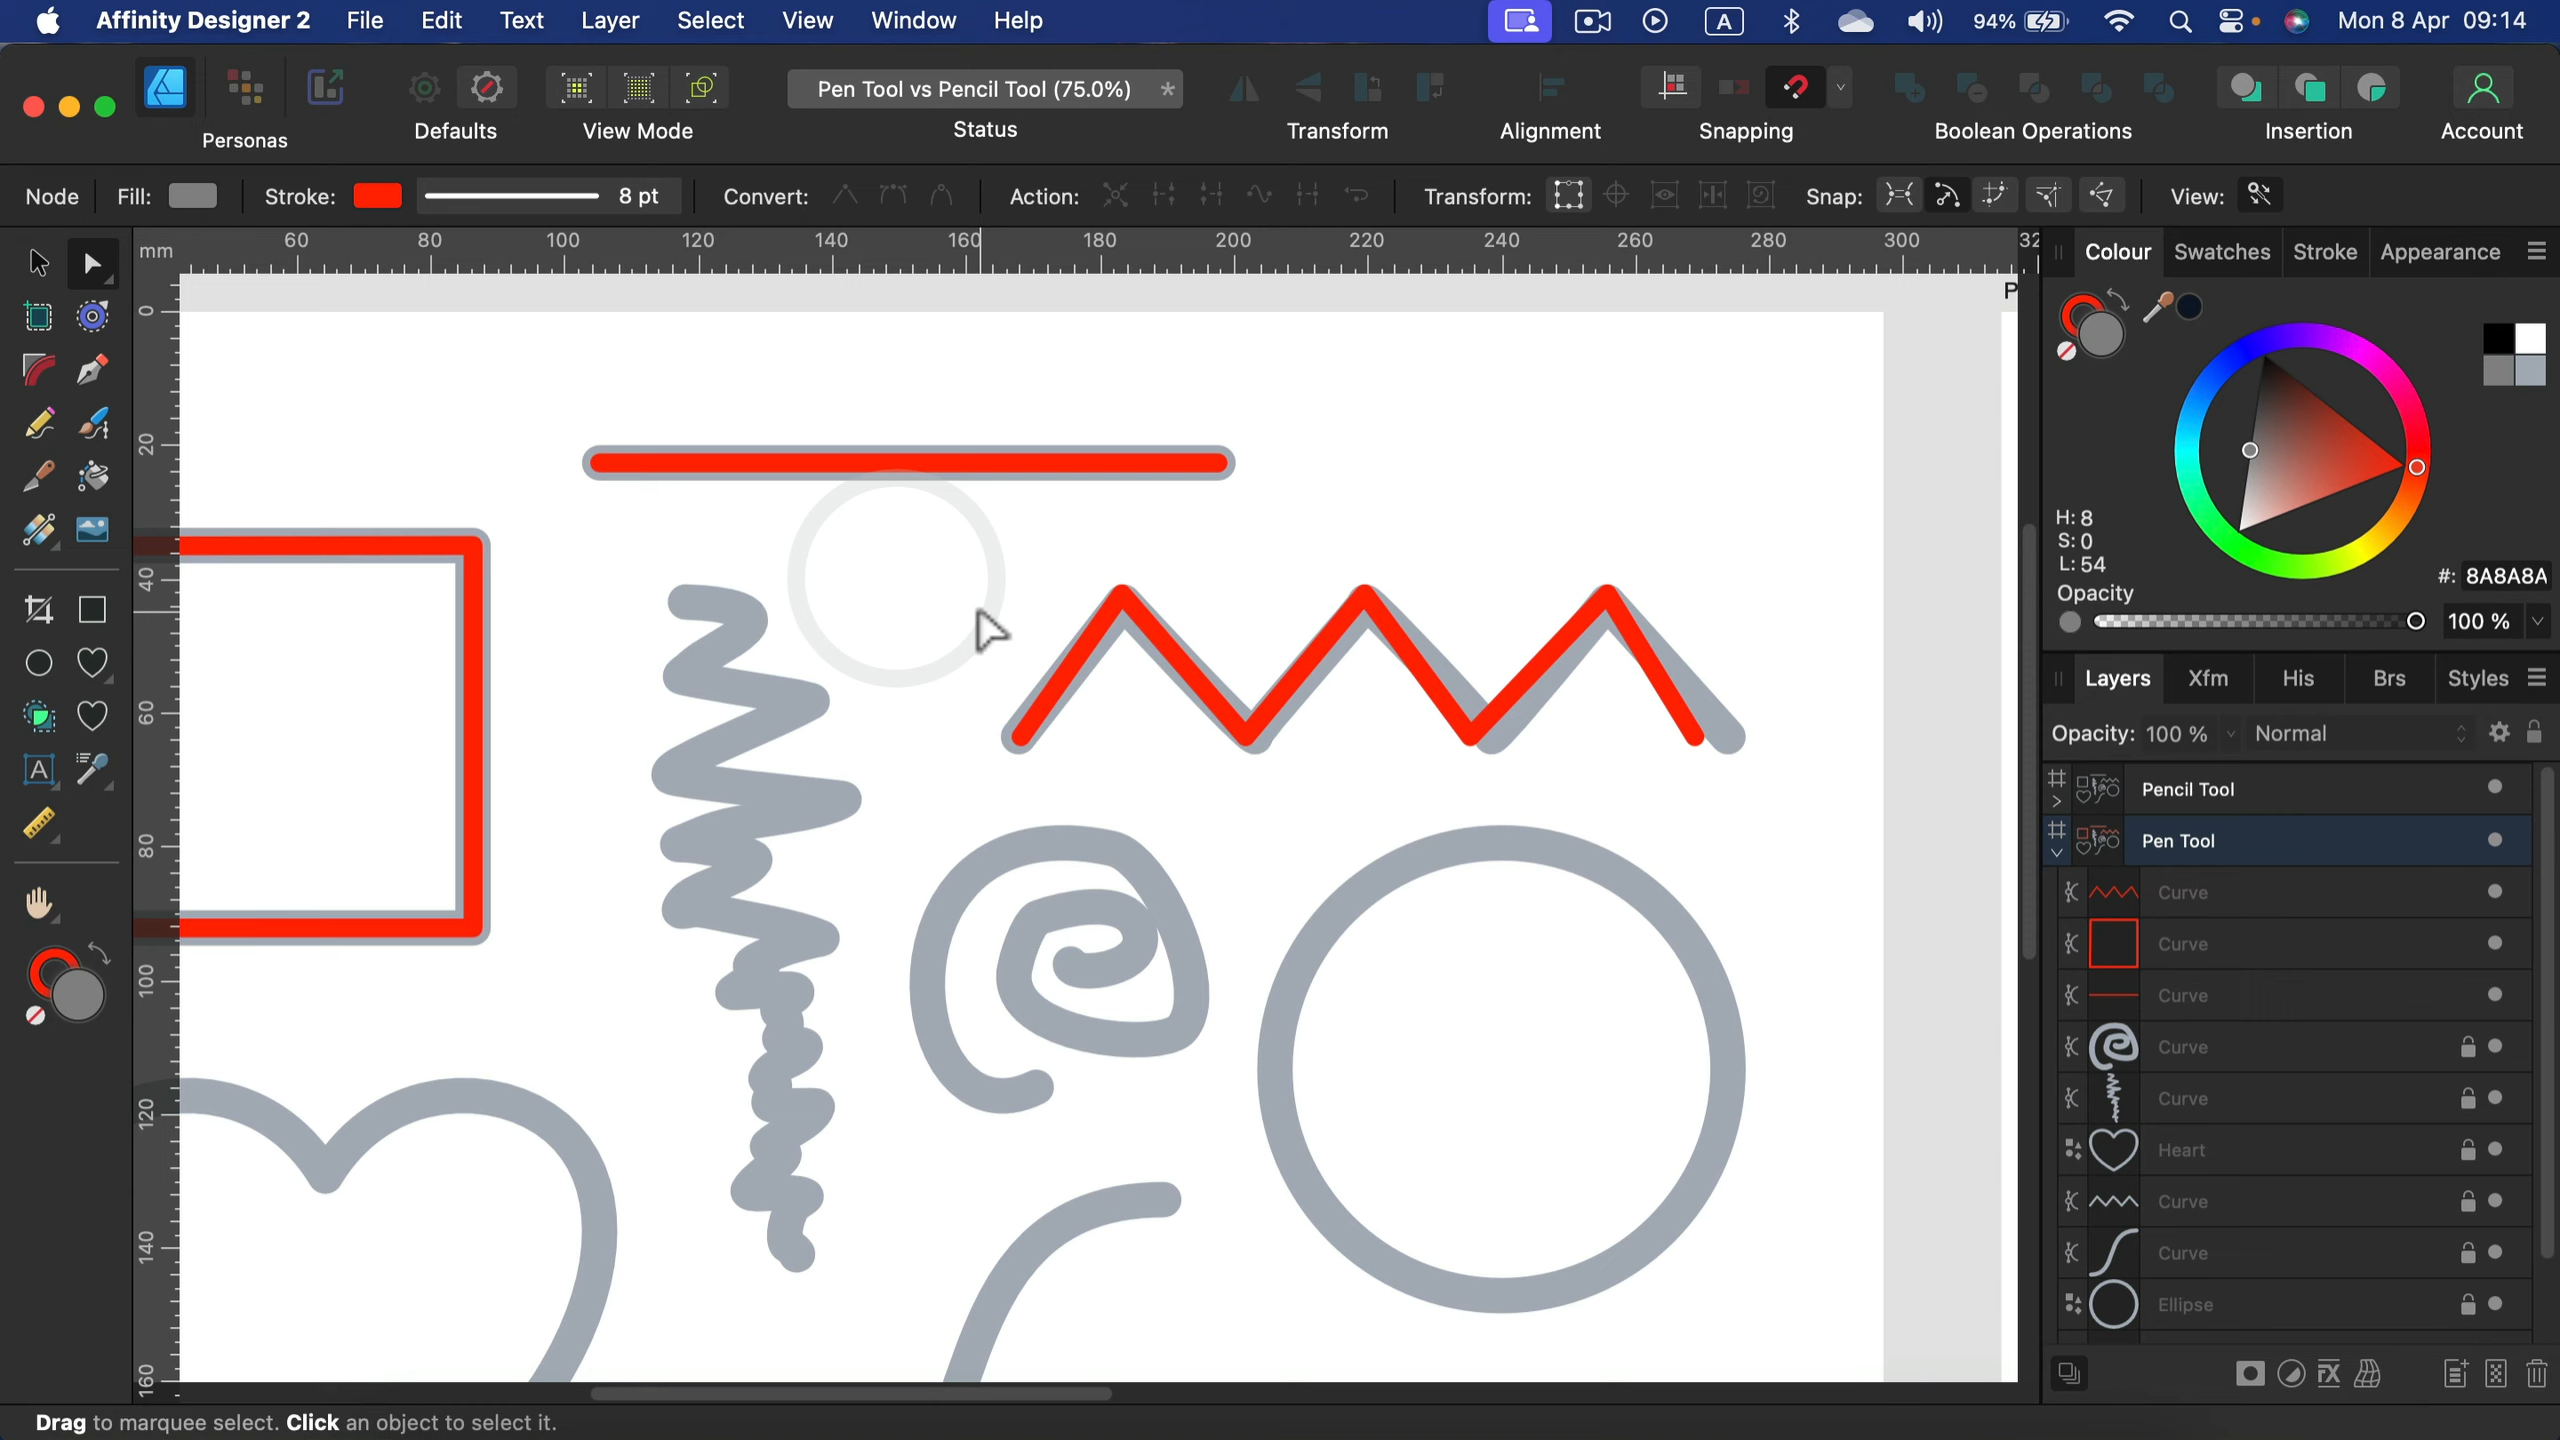 Affinity Designer 2 File Edit Text Layer Select View Window Help A 94% Mon 8 Apr 09:14
Pen Tool vs Pencil Tool (75.0%) *
Personas Defaults View Mode Status Transform Alignment Snapping Boolean Operations Insertion Account
Node Fill: Stroke: 8 pt Convert: Action: Transform: Snap: View:
mm 60 80 100 120 140 160 180 200 220 240 260 280 300 32
Colour Swatches Stroke Appearance
P
0
20
40
60
80
100
120
140
160
H: 8
S: 0
L: 54
#: 8A8A8A
Opacity
100 %
Layers Xfm His Brs Styles
Opacity: 100 % Normal
Pencil Tool
Pen Tool
Curve
Curve
Curve
Curve
Curve
Heart
Curve
Curve
Ellipse
A
FX
Drag to marquee select. Click an object to select it.